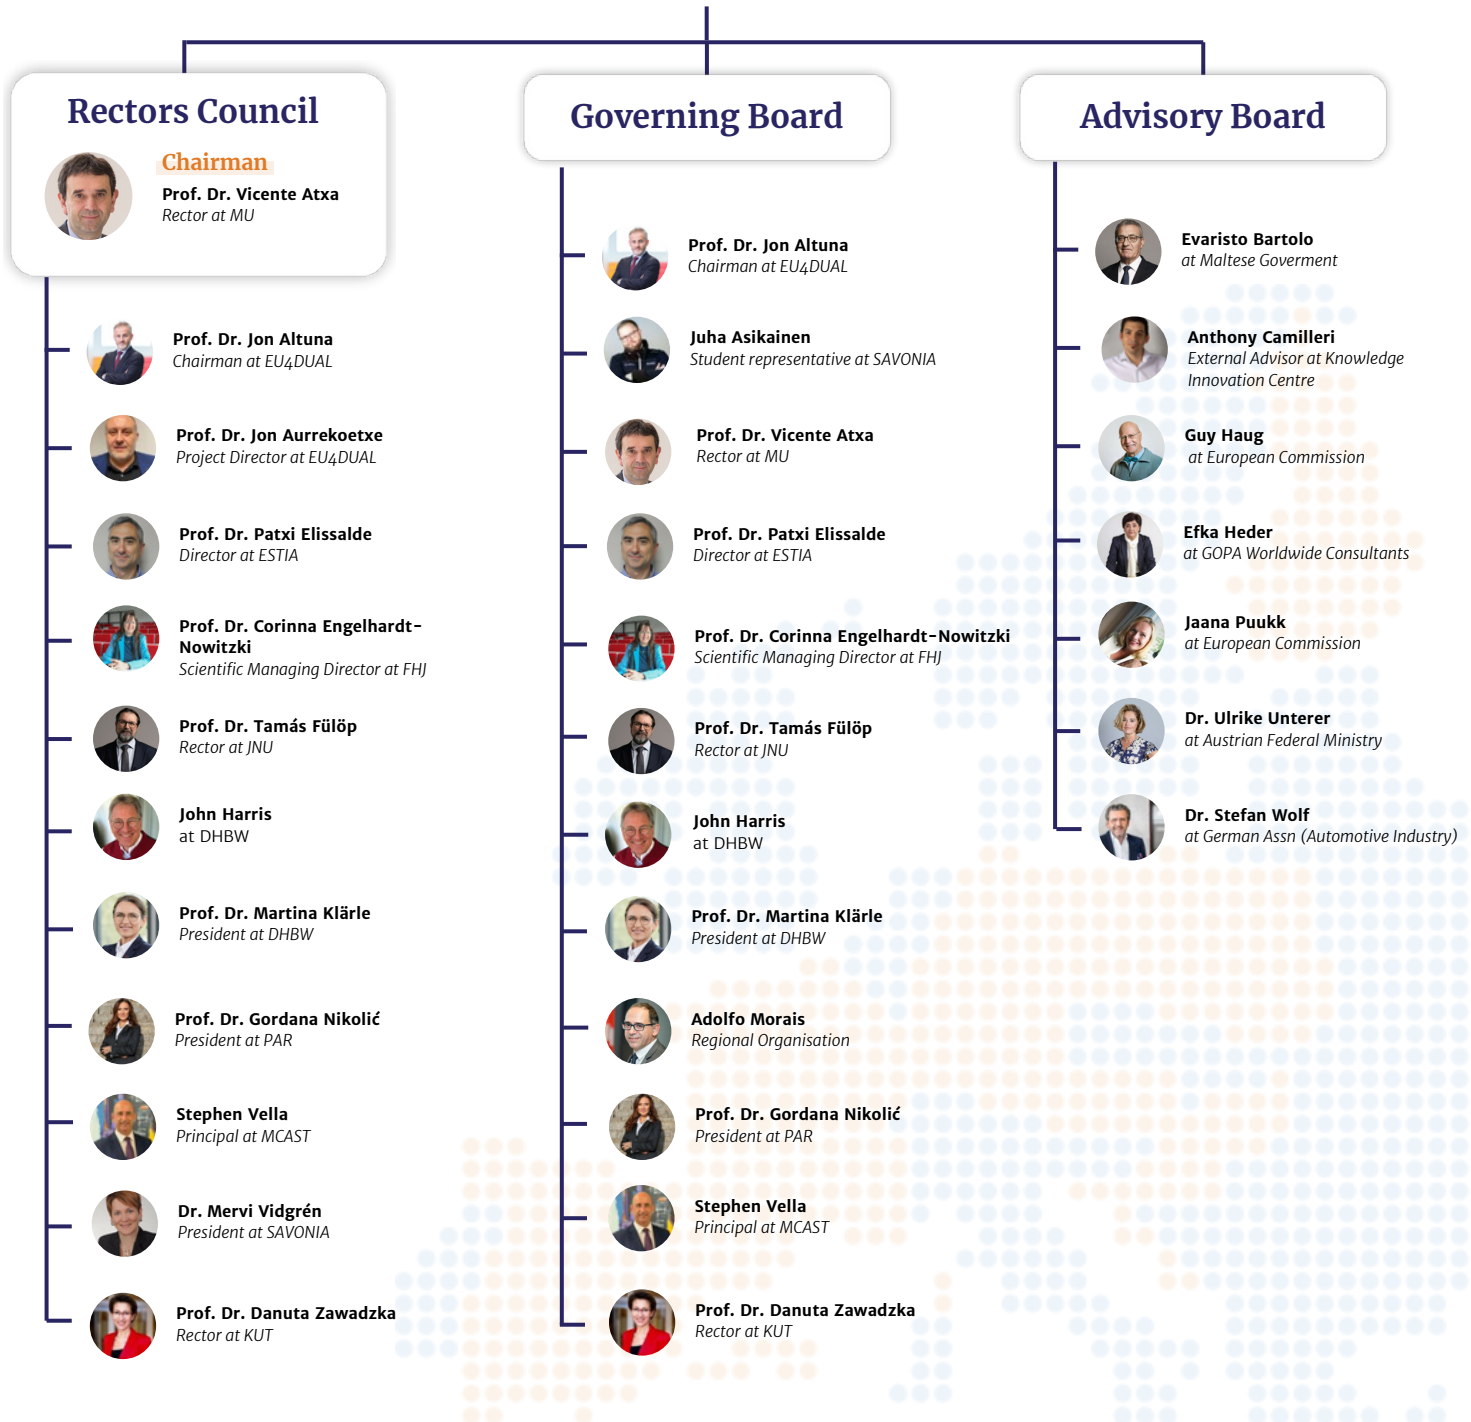 Rectors Council
Chairman
Prof. Dr. Vicente Atxa
Rector at MU
Prof. Dr. Jon Altuna
Chairman at EU4DUAL
Prof. Dr. Jon Aurrekoetxe
Project Director at EU4DUAL
Prof. Dr. Patxi Elissalde
Director at ESTIA
Prof. Dr. Corinna Engelhardt-
Nowitzki
Scientific Managing Director at FHJ
Prof. Dr. Tamás Fülöp
Rector at JNU
John Harris
at DHBW
Prof. Dr. Martina Klärle
President at DHBW
Prof. Dr. Gordana Nikolić
President at PAR
Stephen Vella
Principal at MCAST
Dr. Mervi Vidgrén
President at SAVONIA
Prof. Dr. Danuta Zawadzka
Rector at KUT
Governing Board
Prof. Dr. Jon Altuna
Chairman at EU4DUAL
Juha Asikainen
Student representative at SAVONIA
Prof. Dr. Vicente Atxa
Rector at MU
Prof. Dr. Patxi Elissalde
Director at ESTIA
Prof. Dr. Corinna Engelhardt-Nowitzki
Scientific Managing Director at FHJ
Prof. Dr. Tamás Fülöp
Rector at JNU
John Harris
at DHBW
Prof. Dr. Martina Klärle
President at DHBW
Adolfo Morais
Regional Organisation
Prof. Dr. Gordana Nikolić
President at PAR
Stephen Vella
Principal at MCAST
Prof. Dr. Danuta Zawadzka
Rector at KUT
Advisory Board
Evaristo Bartolo
at Maltese Goverment
Anthony Camilleri
External Advisor at Knowledge
Innovation Centre
Guy Haug
at European Commission
Efka Heder
at GOPA Worldwide Consultants
Jaana Puukk
at European Commission
Dr. Ulrike Unterer
at Austrian Federal Ministry
Dr. Stefan Wolf
at German Assn (Automotive Industry)